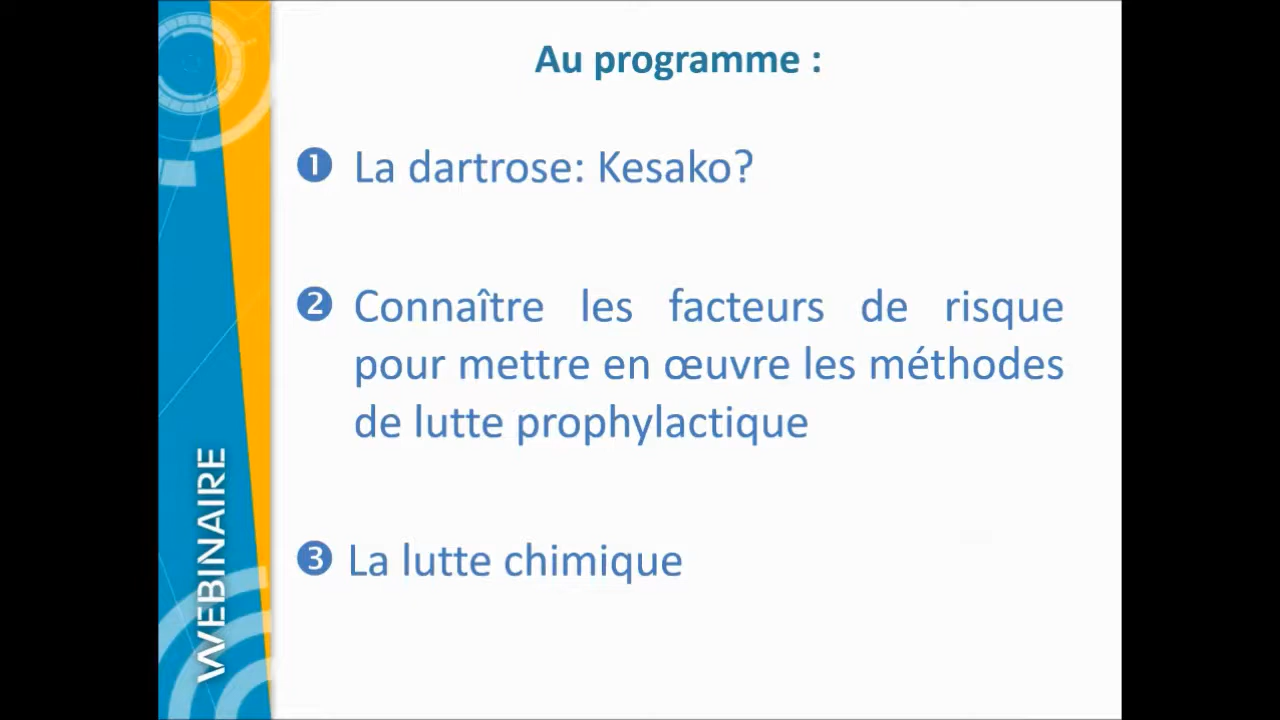 Au programme :
❶ La dartrose: Kesako?
❷ Connaître les facteurs de risque
pour mettre en œuvre les méthodes
de lutte prophylactique
❸ La lutte chimique
WEBINAIRE